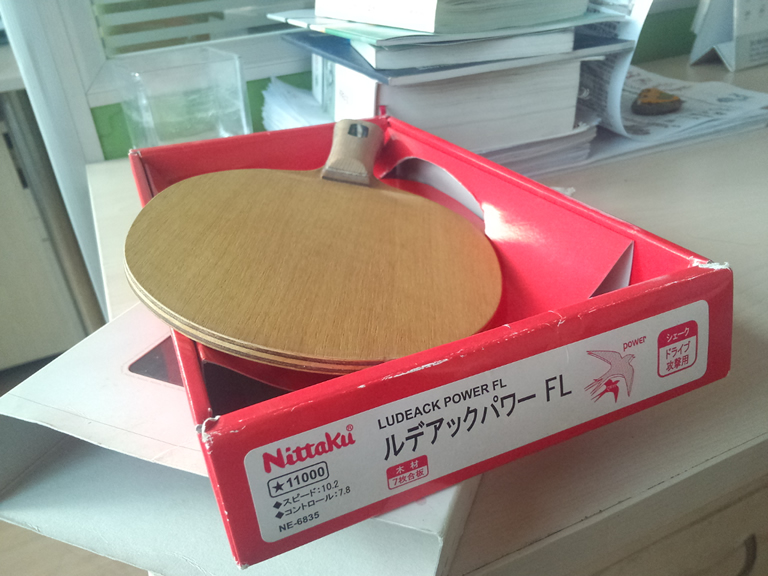 Nittaku®
★11000
◆スピード:10.2
◆コントロール:7.8
NE-6835
LUDEACK POWER FL
ルデアックパワー FL
木材
7枚合板
power
シェーク
ドライブ
攻撃用